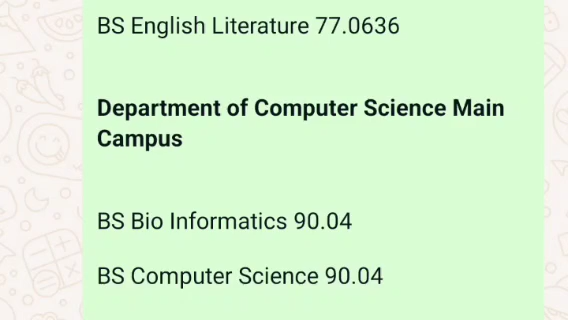 BS English Literature 77.0636
Department of Computer Science Main
Campus
BS Bio Informatics 90.04
BS Computer Science 90.04